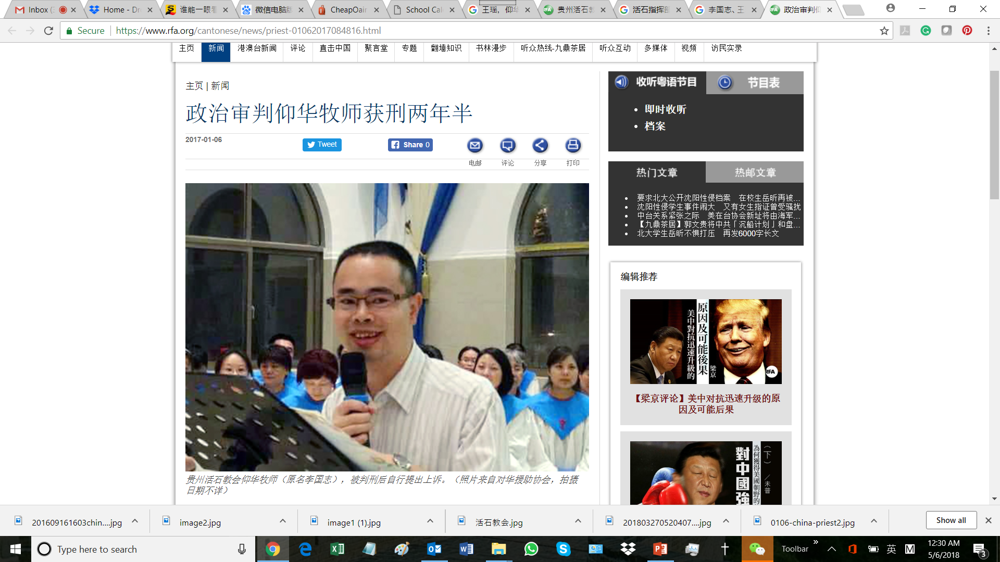 Inbox (
Home - Dr
谁能一眼看
微信电脑版
CheapOair
School Cal
王瑶，仰华
贵州活石教
活石指挥部
李国志、王
政治审判仰
Secure
https://www.rfa.org/cantonese/news/priest-01062017084816.html
主页 新闻 港澳台新闻 评论 直击中国 聚言堂 专题 翻墙知识 书林漫步 听众热线-九鼎茶居 听众互动 多媒体 视频 访民实录
主页 | 新闻
政治审判仰华牧师获刑两年半
2017-01-06
Tweet
Share 0
电邮 评论 分享 打印
贵州活石教会仰华牧师（原名李国志），被判刑后自行提出上诉。（照片来自对华援助协会，拍摄
日期不详）
收听粤语节目 节目表
即时收听
档案
热门文章 热邮文章
要求北大公开沈阳性侵档案 在校生岳昕再被...
沈阳性侵学生事件闹大 又有女生指证曾受骚扰
中台关系紧张之际 美在台协会新址将由海军...
【九鼎茶居】郭文贵将中共「沉船计划」和盘...
北大学生岳昕不惧打压 再发6000字长文
编辑推荐
原因及可能後果
美中對抗迅速升級的
梁京
RFA
【梁京评论】美中对抗迅速升级的原
因及可能后果
對中國強
為何獲得美國朝野的
（下）／未普
201609161603chin....jpg
image2.jpg
image1 (1).jpg
活石教会.jpg
201803270520407....jpg
0106-china-priest2.jpg
Show all
Type here to search
Toolbar
英
M
12:30 AM
5/6/2018
3